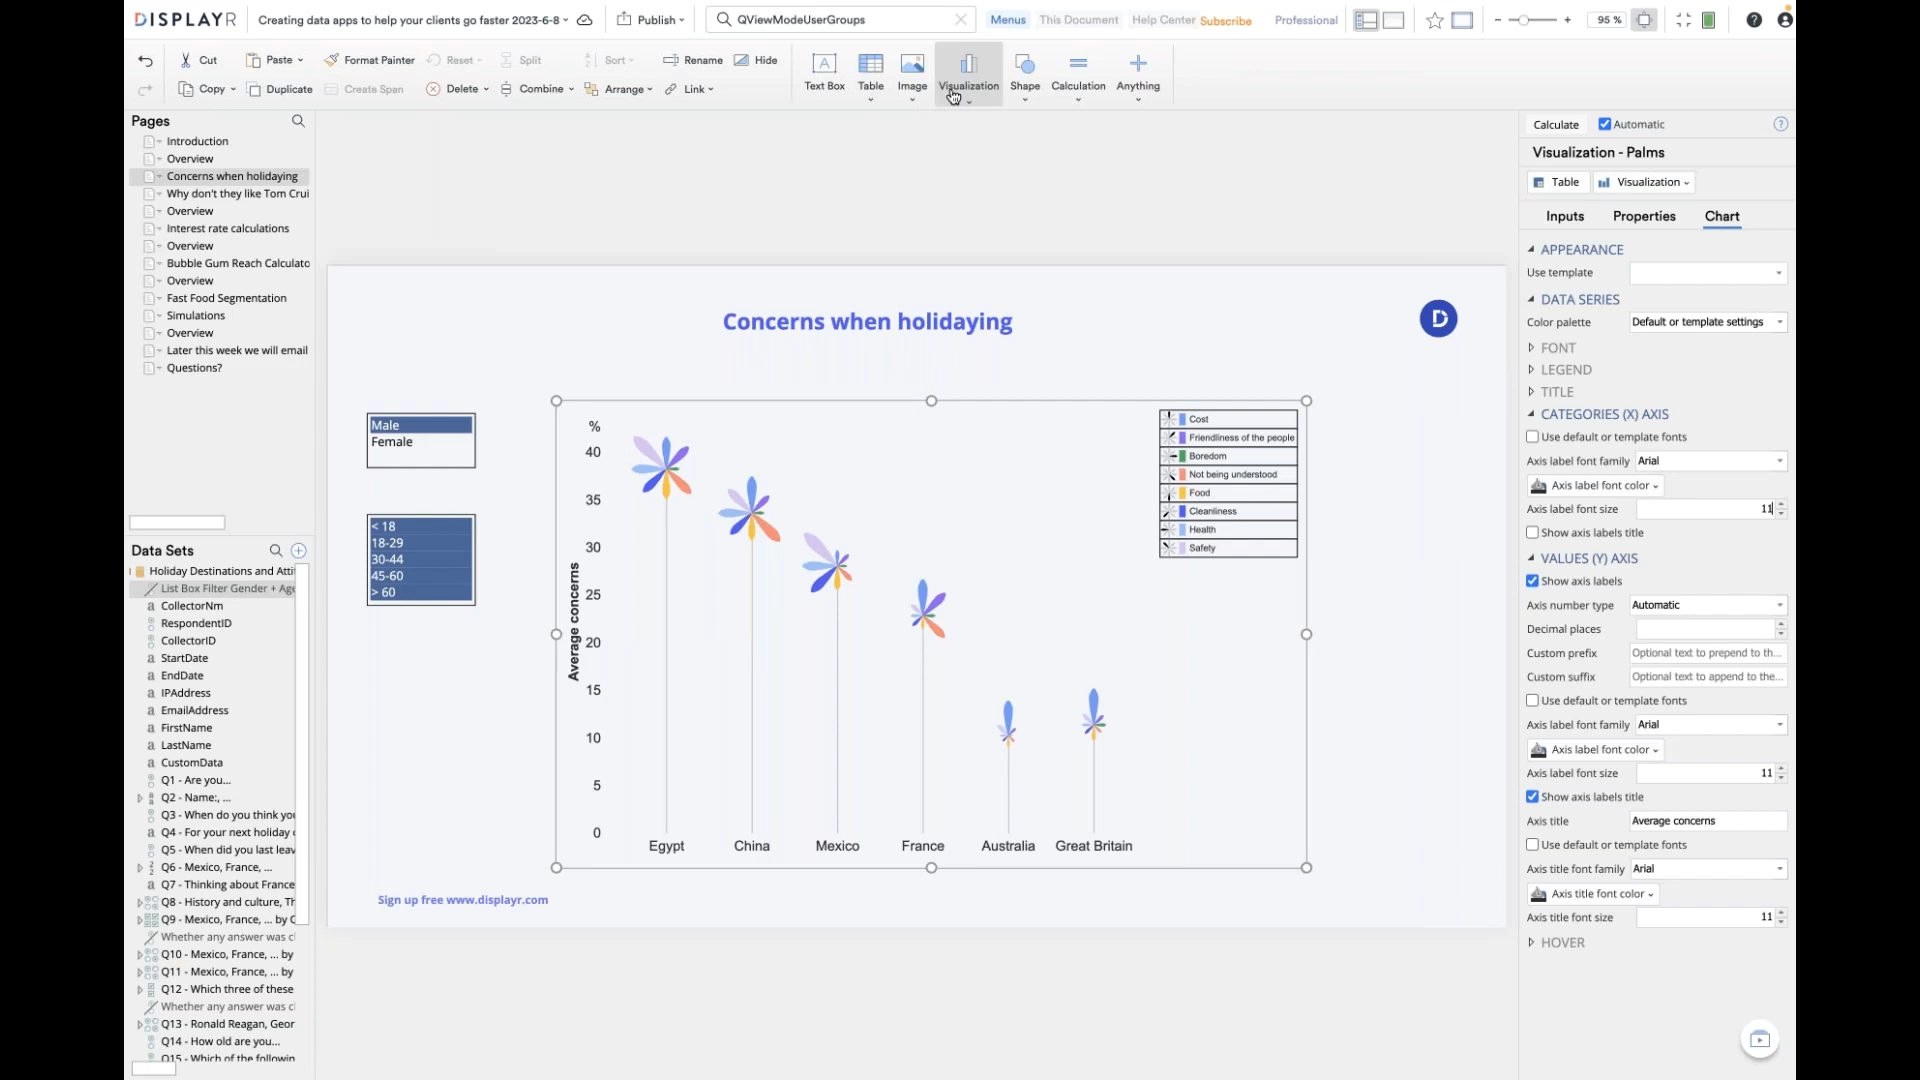 DISPLAYR
Creating data apps to help your clients go faster 2023-6-8
Publish
QViewModeUserGroups
Menus
This Document
Help Center
Subscribe
Professional
95 %
Cut
Paste
Format Painter
Reset
Split
Sort
Rename
Hide
Copy
Duplicate
Create Span
Delete
Combine
Arrange
Link
Text Box
Table
Image
Visualization
Shape
Calculation
Anything
Pages
Introduction
Overview
Concerns when holidaying
Why don't they like Tom Crui
Overview
Interest rate calculations
Overview
Bubble Gum Reach Calculato
Overview
Fast Food Segmentation
Simulations
Overview
Later this week we will email
Questions?
Data Sets
Holiday Destinations and Atti
List Box Filter Gender + Age
CollectorNm
RespondentID
CollectorID
StartDate
EndDate
IPAddress
EmailAddress
FirstName
LastName
CustomData
Q1 - Are you...
Q2 - Name:, ...
Q3 - When do you think you
Q4 - For your next holiday
Q5 - When did you last leav
Q6 - Mexico, France, ...
Q7 - Thinking about France
Q8 - History and culture, Th
Q9 - Mexico, France, ... by C
Whether any answer was cl
Q10 - Mexico, France, ... by
Q11 - Mexico, France, ... by
Q12 - Which three of these
Whether any answer was cl
Q13 - Ronald Reagan, Geor
Q14 - How old are you...
Q15 - Which of the followin
Concerns when holidaying
D
Male
Female
< 18
18-29
30-44
45-60
> 60
%
40
35
30
25
20
15
10
5
0
Average concerns
Egypt
China
Mexico
France
Australia
Great Britain
Cost
Friendliness of the people
Boredom
Not being understood
Food
Cleanliness
Health
Safety
Sign up free www.displayr.com
Calculate
Automatic
?
Visualization - Palms
Table
Visualization
Inputs
Properties
Chart
APPEARANCE
Use template
DATA SERIES
Color palette
Default or template settings
FONT
LEGEND
TITLE
CATEGORIES (X) AXIS
Use default or template fonts
Axis label font family
Arial
Axis label font color
Axis label font size
11
Show axis labels title
VALUES (Y) AXIS
Show axis labels
Axis number type
Automatic
Decimal places
Custom prefix
Optional text to prepend to th...
Custom suffix
Optional text to append to the...
Use default or template fonts
Axis label font family
Arial
Axis label font color
Axis label font size
11
Show axis labels title
Axis title
Average concerns
Use default or template fonts
Axis title font family
Arial
Axis title font color
Axis title font size
11
HOVER